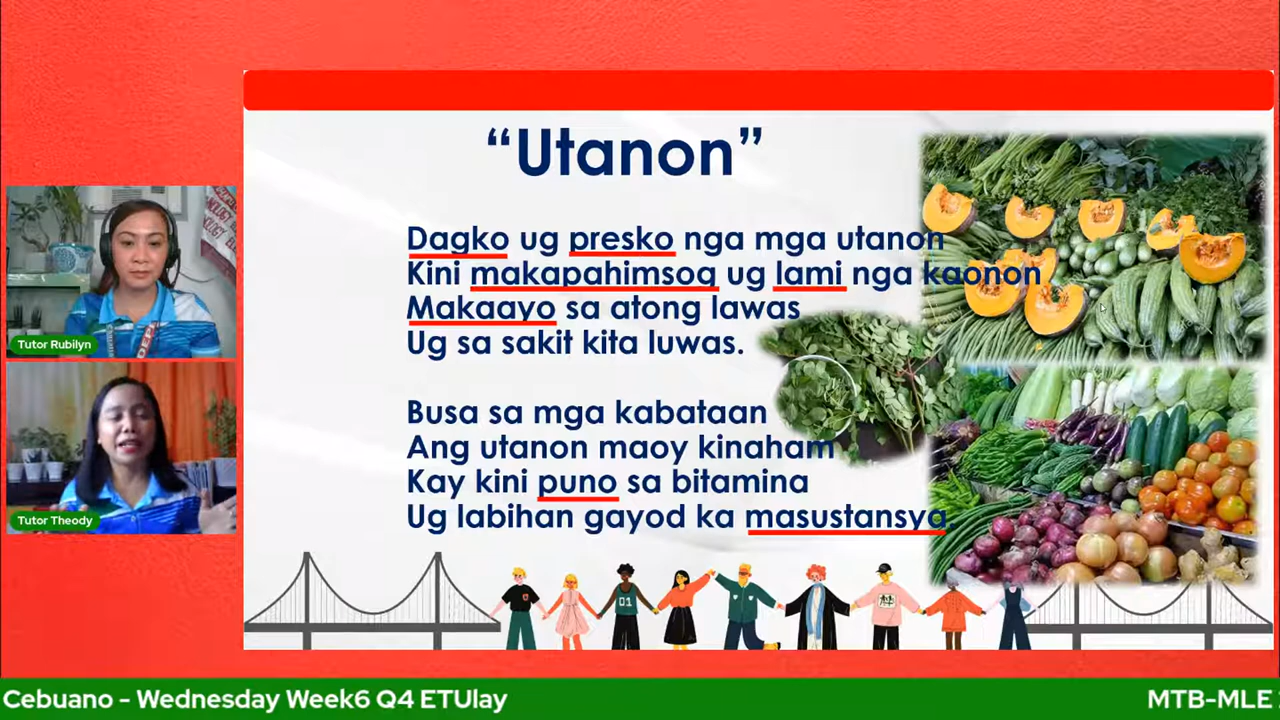 “Utanon”
Dagko ug presko nga mga utanon
Kini makapahimsog ug lami nga kaonon
Makaayo sa atong lawas
Ug sa sakit kita luwas.
Busa sa mga kabataan
Ang utanon maoy kinaham
Kay kini puno sa bitamina
Ug labihan gayod ka masustansya.
Tutor Rubilyn
Tutor Theody
01
Cebuano - Wednesday Week6 Q4 ETUlay
MTB-MLE